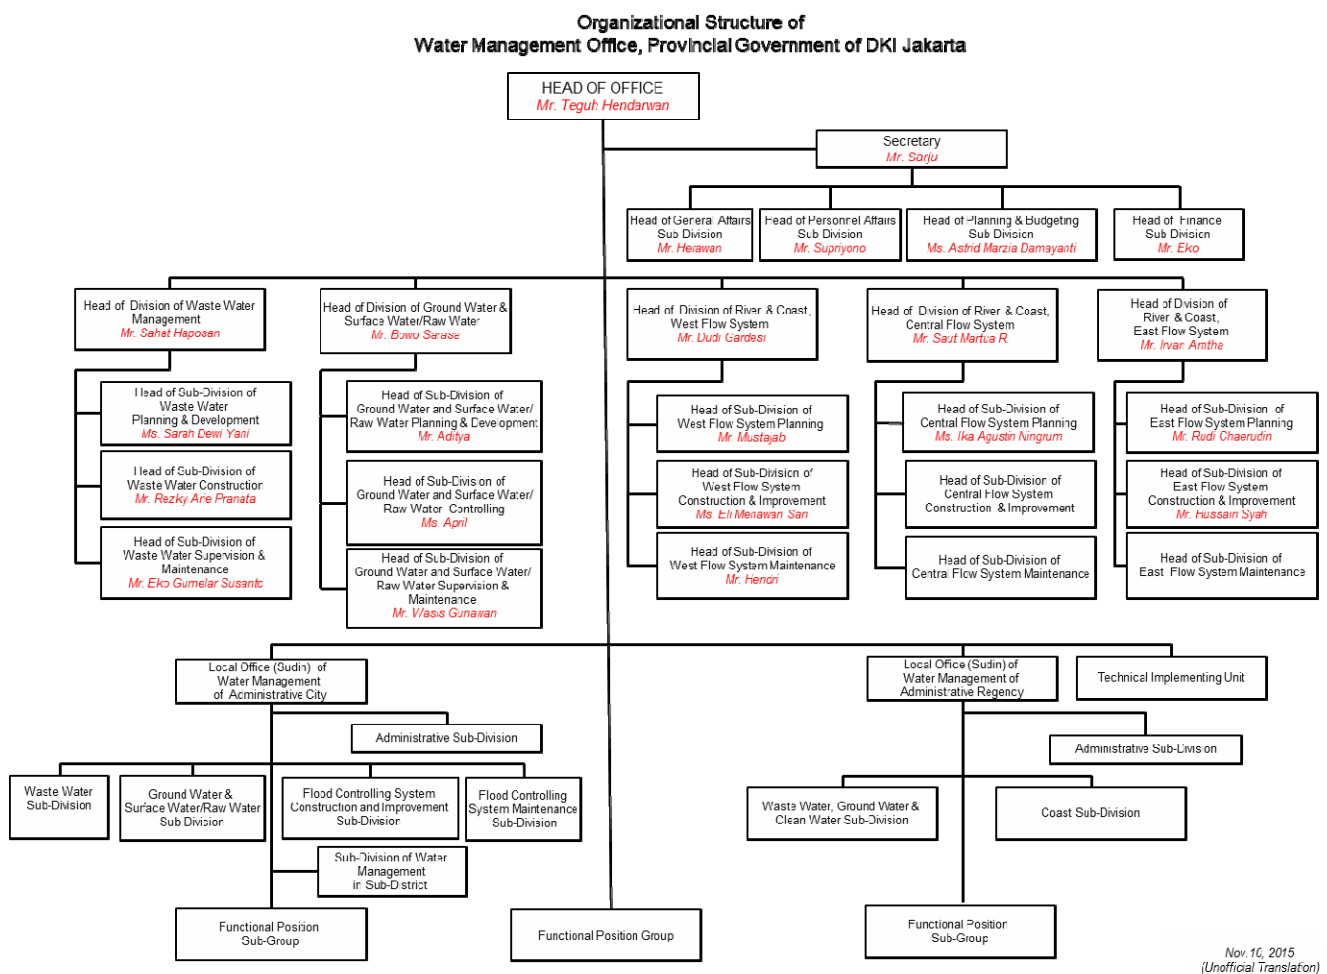 Organizational Structure of
Water Management Office, Provincial Government of DKI Jakarta
HEAD OF OFFICE
Mr. Teguh Hendarwan
Secretary
Mr. Sarju
Head of General Affairs
Sub Division
Mr. Herawan
Head of Personnel Affairs
Sub Division
Mr. Supriyono
Head of Planning & Budgeting
Sub Division
Ms. Astrid Marzia Damayanti
Head of Finance
Sub Division
Mr. Eko
Head of Division of Waste Water
Management
Mr. Sahat Haposan
Head of Division of Ground Water &
Surface Water/Raw Water
Mr. Bowo Sarase
Head of Division of River & Coast,
West Flow System
Mr. Dudi Gardesi
Head of Division of River & Coast,
Central Flow System
Mr. Saut Martua R.
Head of Dvision of
River & Coast,
East Flow System
Mr. Irvan Amthe
Head of Sub-Division of
Waste Water
Planning & Development
Ms. Sarah Dewi Yani
Head of Sub-Division of
Waste Water Construction
Mr. Rezky Arie Pranata
Head of Sub-Division of
Waste Water Supervision &
Maintenance
Mr. Eko Gumelar Susanto
Head of Sub-Division of
Ground Water and Surface Water/
Raw Water Planning & Development
Mr. Aditya
Head of Sub-Division of
Ground Water and Surface Water/
Raw Water Controlling
Ms. April
Head of Sub-Division of
Ground Water and Surface Water/
Raw Water Supervision &
Maintenance
Mr. Wasis Gunawan
Head of Sub-Division of
West Flow System Planning
Mr. Mustajab
Head of Sub-Division of
West Flow System
Construction & Improvement
Ms. Eli Menawan Sari
Head of Sub-Division of
West Flow System Maintenance
Mr. Hendri
Head of Sub-Division of
Central Flow System Planning
Ms. Ika Agustin Ningrum
Head of Sub-Division of
Central Flow System
Construction & Improvement
Head of Sub-Division of
Central Flow System Maintenance
Head of Sub-Division of
East Flow System Planning
Mr. Rudi Chaerudin
Head of Sub-Division of
East Flow System
Construction & Improvement
Mr. Hussain Syah
Head of Sub-Division of
East Flow System Maintenance
Local Office (Sudin) of
Water Management
of Administrative City
Local Office (Sudin) of
Water Management of
Administrative Regency
Technical Implementing Unit
Administrative Sub-Division
Administrative Sub-Division
Waste Water
Sub-Division
Ground Water &
Surface Water/Raw Water
Sub Division
Flood Controlling System
Construction and Improvement
Sub-Division
Flood Controlling
System Maintenance
Sub-Division
Waste Water, Ground Water &
Clean Water Sub-Division
Coast Sub-Division
Sub-Division of Water
Management
in Sub-District
Functional Position
Sub-Group
Functional Position Group
Functional Position
Sub-Group
Nov.10, 2015
(Unofficial Translation)